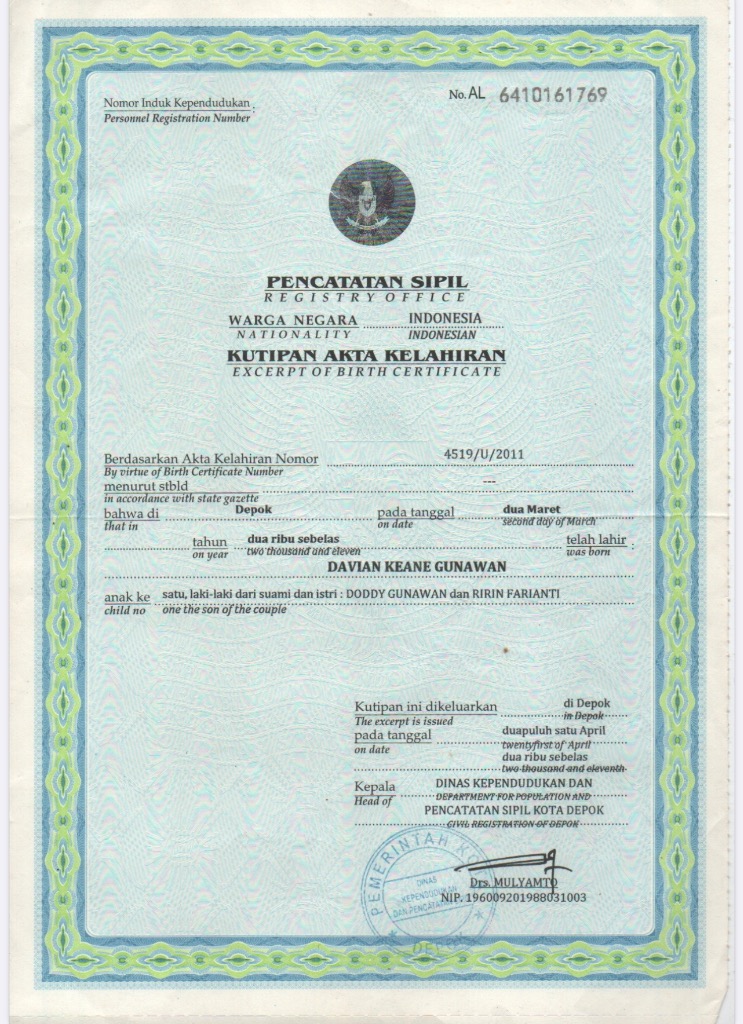 Nomor Induk Kependudukan :
Personnel Registration Number
No. AL 6410161769
PENCATATAN SIPIL
REGISTRY OFFICE
WARGA NEGARA INDONESIA
NATIONALITY INDONESIAN
KUTIPAN AKTA KELAHIRAN
EXCERPT OF BIRTH CERTIFICATE
Berdasarkan Akta Kelahiran Nomor 4519/U/2011
By virtue of Birth Certificate Number
menurut stbld ---
in accordance with state gazette
bahwa di Depok pada tanggal dua Maret
that in on date second day of March
tahun dua ribu sebelas telah lahir :
on year two thousand and eleven was born
DAVIAN KEANE GUNAWAN
anak ke satu, laki-laki dari suami dan istri : DODDY GUNAWAN dan RIRIN FARIANTI
child no one the son of the couple
Kutipan ini dikeluarkan di Depok
The excerpt is issued in Depok
pada tanggal duapuluh satu April
on date twentyfirst of April
dua ribu sebelas
two thousand and eleventh
Kepala DINAS KEPENDUDUKAN DAN
Head of DEPARTMENT FOR POPULATION AND
PENCATATAN SIPIL KOTA DEPOK
CIVIL REGISTRATION OF DEPOK
PEMERINTAH KO
DINAS
KEPENDUDUKAN
DAN PENCATATAN
DEPOK
Drs. MULYAMTO
NIP. 196009201988031003